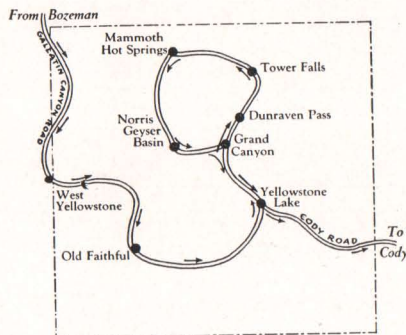 From Bozeman
GALLATIN CANYON ROAD
Mammoth
Hot Springs
Tower Falls
Dunraven Pass
Norris
Geyser
Basin
Grand
Canyon
West
Yellowstone
Yellowstone
Lake
Old Faithful
CODY ROAD
To
Cody